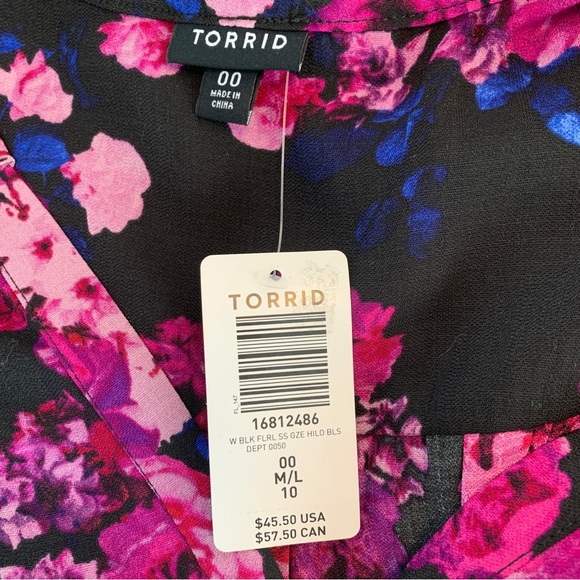 TORRID
00
MADE IN
CHINA
TORRID
FL_147
16812486
W BLK FLRL SS GZE HILO BLS
DEPT 0050
00
M/L
10
$45.50 USA
$57.50 CAN